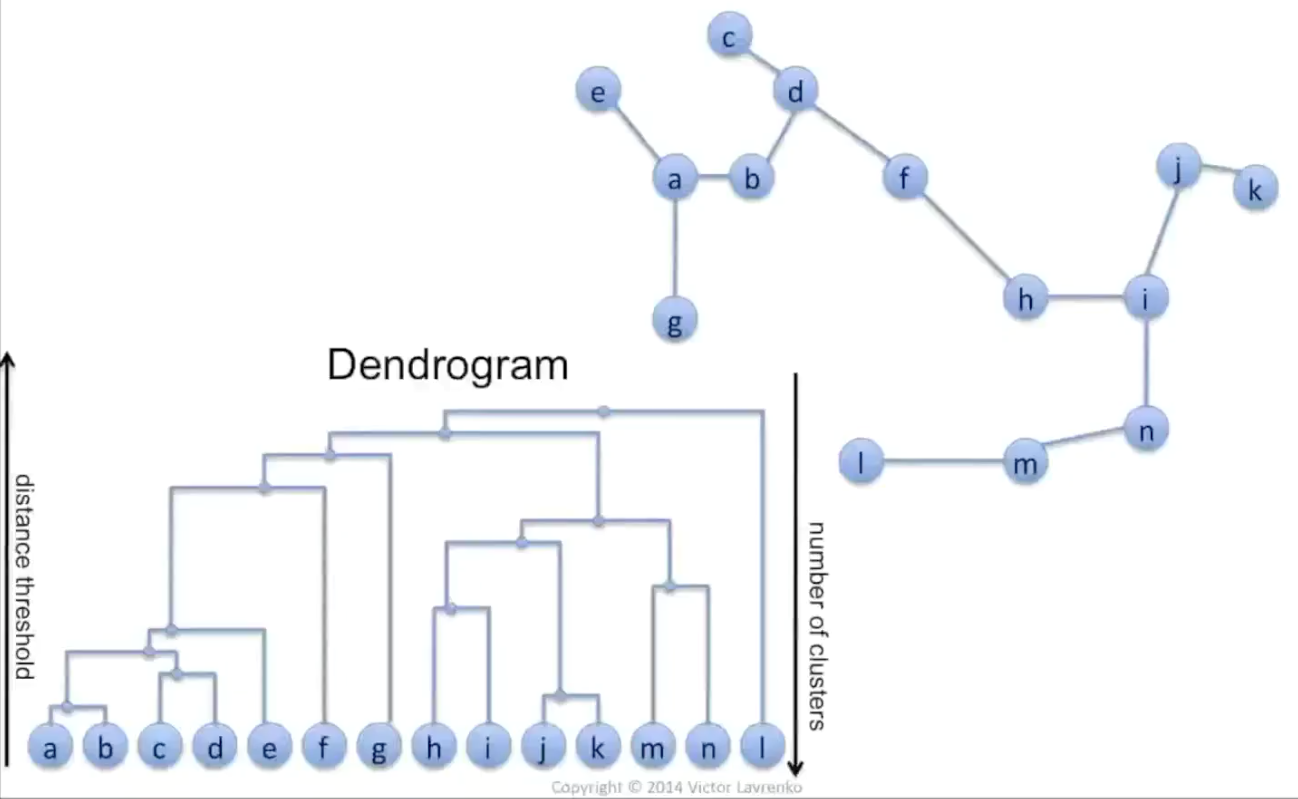 c
e
d
j
a
b
f
k
h
i
g
Dendrogram
n
l
m
distance threshold
number of clusters
a b c d e f g h i j k m n l
Copyright © 2014 Victor Lavrenko